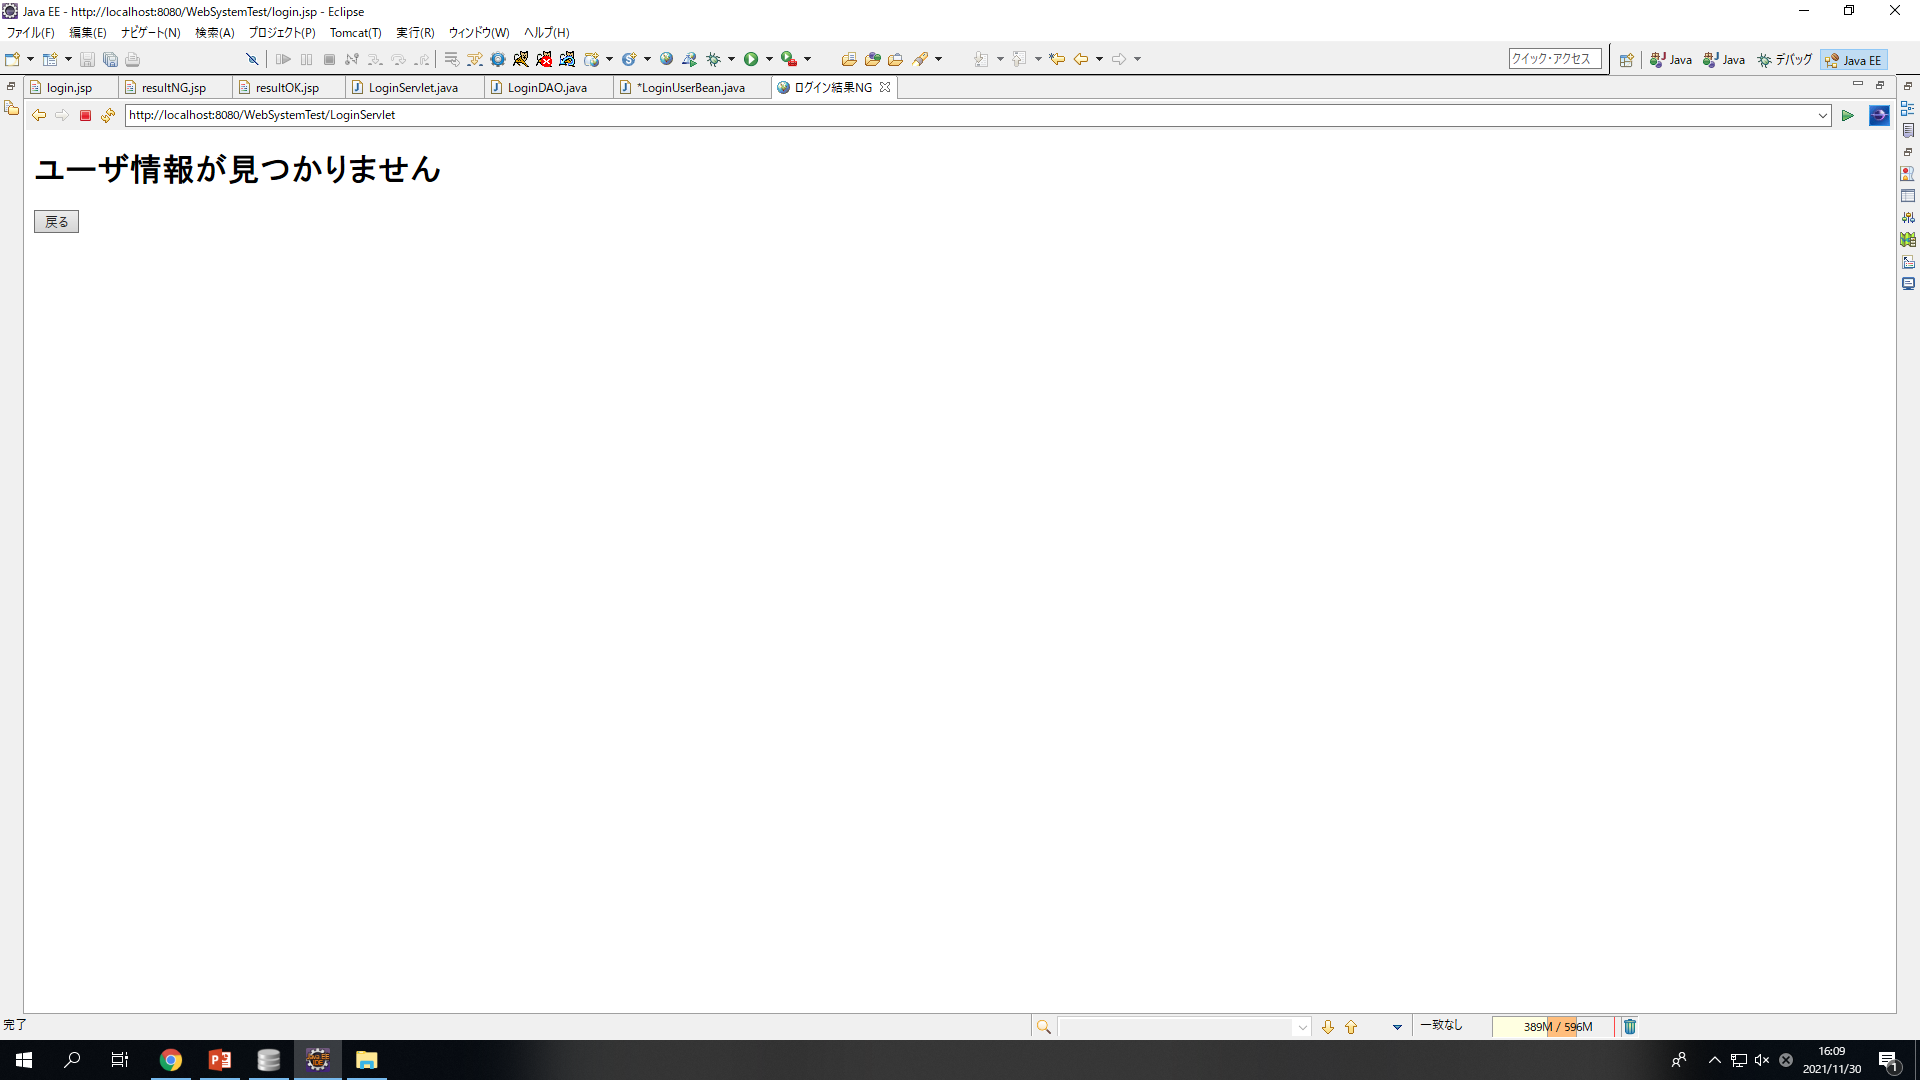 Java EE - http://localhost:8080/WebSystemTest/login.jsp - Eclipse
ファイル(F) 編集(E) ナビゲート(N) 検索(A) プロジェクト(P) Tomcat(T) 実行(R) ウィンドウ(W) ヘルプ(H)
クイック・アクセス Java Java デバッグ Java EE
login.jsp resultNG.jsp resultOK.jsp LoginServlet.java LoginDAO.java *LoginUserBean.java ログイン結果NG
http://localhost:8080/WebSystemTest/LoginServlet
ユーザ情報が見つかりません
戻る
完了 一致なし 389M / 596M
16:09
2021/11/30
1